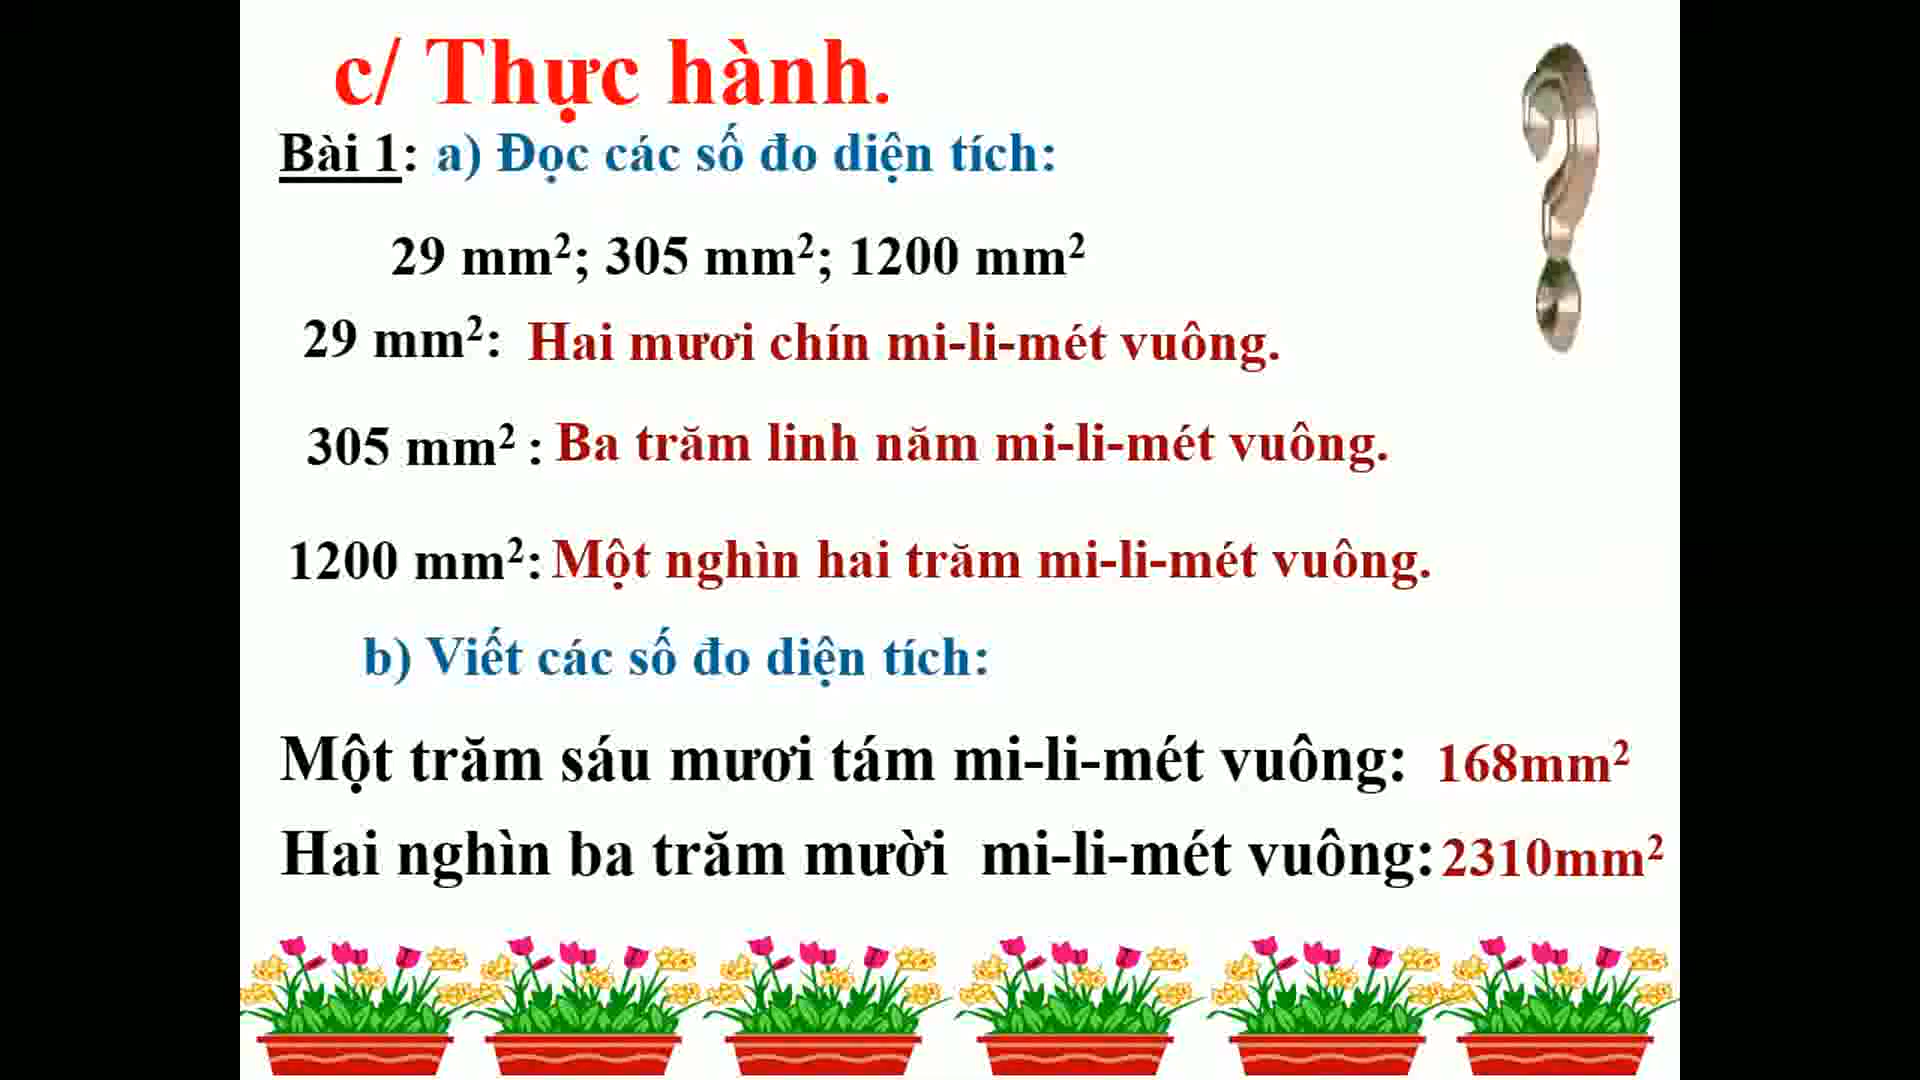 c/ Thực hành.
Bài 1: a) Đọc các số đo diện tích:
29 mm²; 305 mm²; 1200 mm²
29 mm²: Hai mươi chín mi-li-mét vuông.
305 mm² : Ba trăm linh năm mi-li-mét vuông.
1200 mm²: Một nghìn hai trăm mi-li-mét vuông.
b) Viết các số đo diện tích:
Một trăm sáu mươi tám mi-li-mét vuông: 168mm²
Hai nghìn ba trăm mười mi-li-mét vuông: 2310mm²